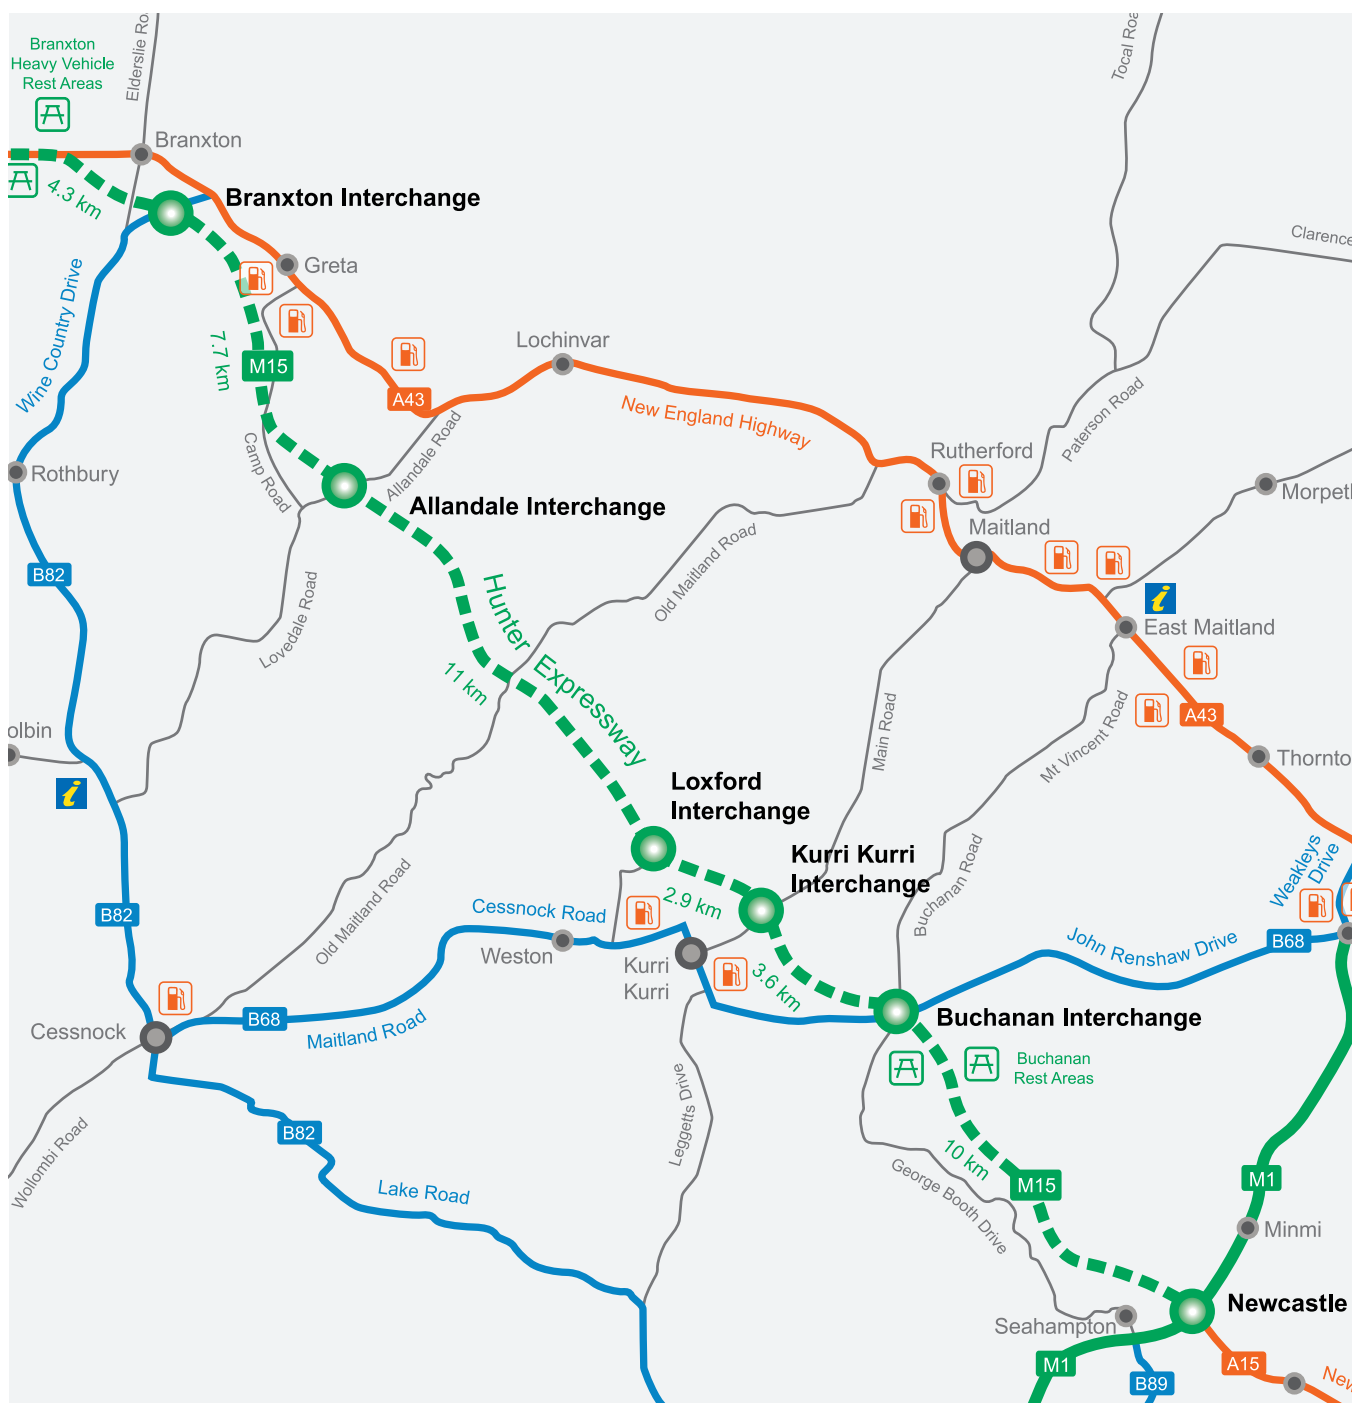 Branxton
Heavy Vehicle
Rest Areas
Elderslie Ro
Tocal Roa
Branxton
4.3 km
Branxton Interchange
Clarence
Greta
Wine Country Drive
7.7 km
M15
Lochinvar
A43
New England Highway
Paterson Road
Camp Road
Allandale Road
Rothbury
Rutherford
Morpet
Allandale Interchange
Maitland
Old Maitland Road
B82
Hunter Expressway
Lovedale Road
East Maitland
11 km
A43
Main Road
Mt Vincent Road
olbin
Thornto
Loxford
Interchange
Kurri Kurri
Interchange
Weakleys
Drive
Buchanan Road
2.9 km
Old Maitland Road
Cessnock Road
B82
Weston
John Renshaw Drive
B68
Kurri
Kurri
3.6 km
Cessnock
B68
Maitland Road
Buchanan Interchange
Buchanan
Rest Areas
Leggetts Drive
Wollombi Road
B82
10 km
George Booth Drive
M15
M1
Lake Road
Minmi
Newcastle
Seahampton
M1
A15
B89
New